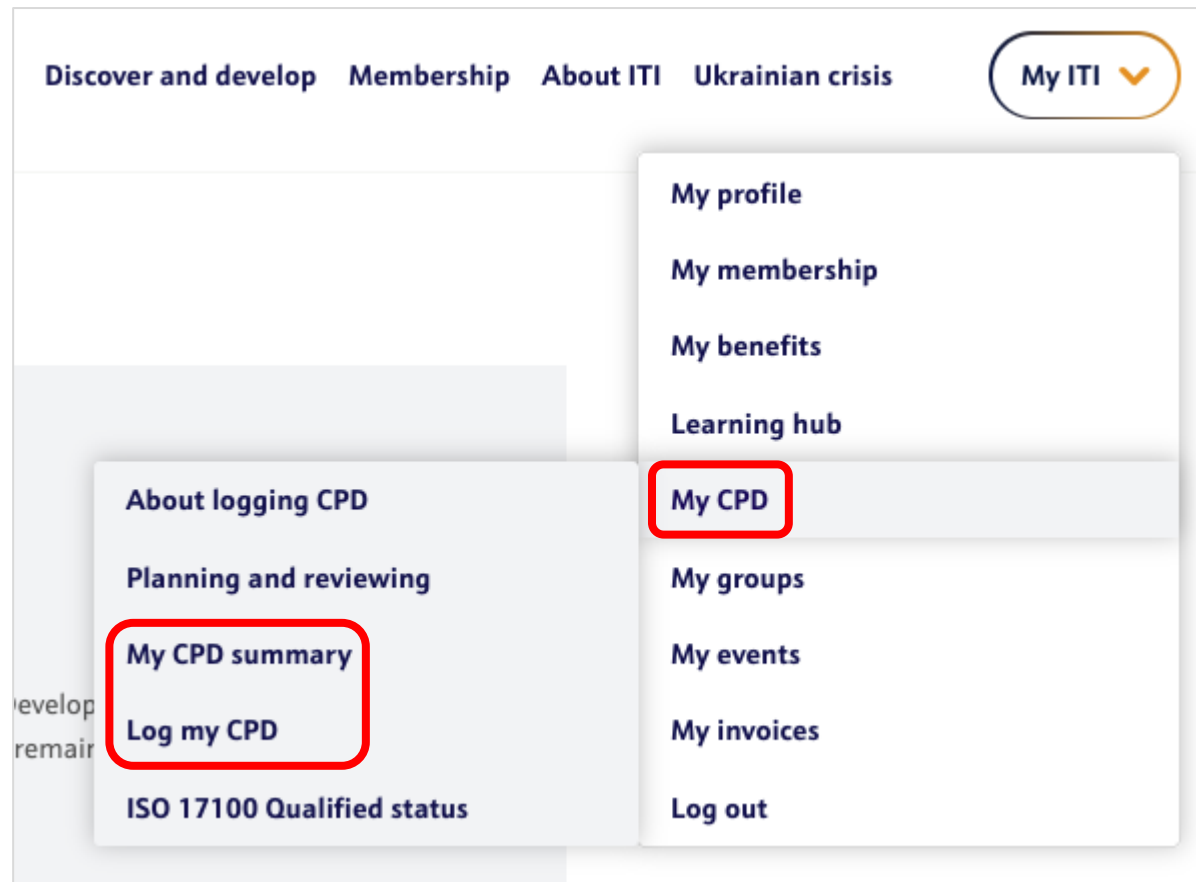 Discover and develop Membership About ITI Ukrainian crisis My ITI
My profile
My membership
My benefits
Learning hub
My CPD
My groups
My events
My invoices
Log out
About logging CPD
Planning and reviewing
My CPD summary
Log my CPD
ISO 17100 Qualified status